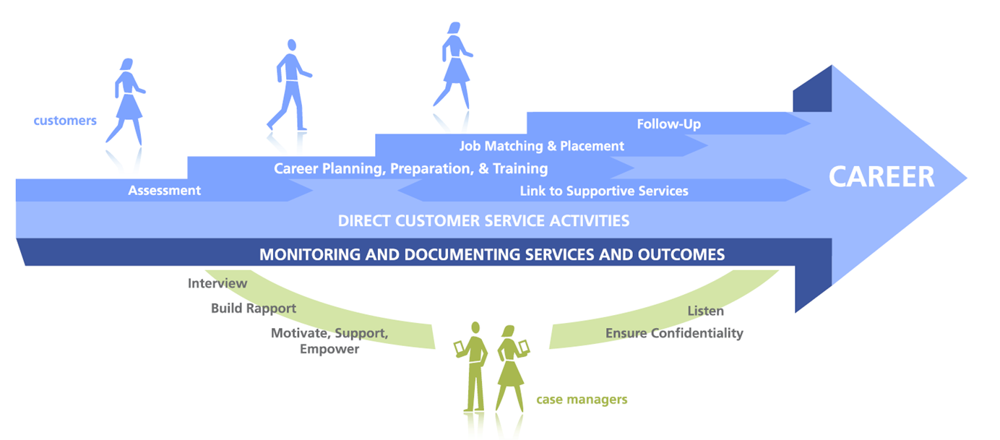 customers
Follow-Up
Job Matching & Placement
Career Planning, Preparation, & Training
Assessment
Link to Supportive Services
CAREER
DIRECT CUSTOMER SERVICE ACTIVITIES
MONITORING AND DOCUMENTING SERVICES AND OUTCOMES
Interview
Build Rapport
Motivate, Support,
Empower
Listen
Ensure Confidentiality
case managers